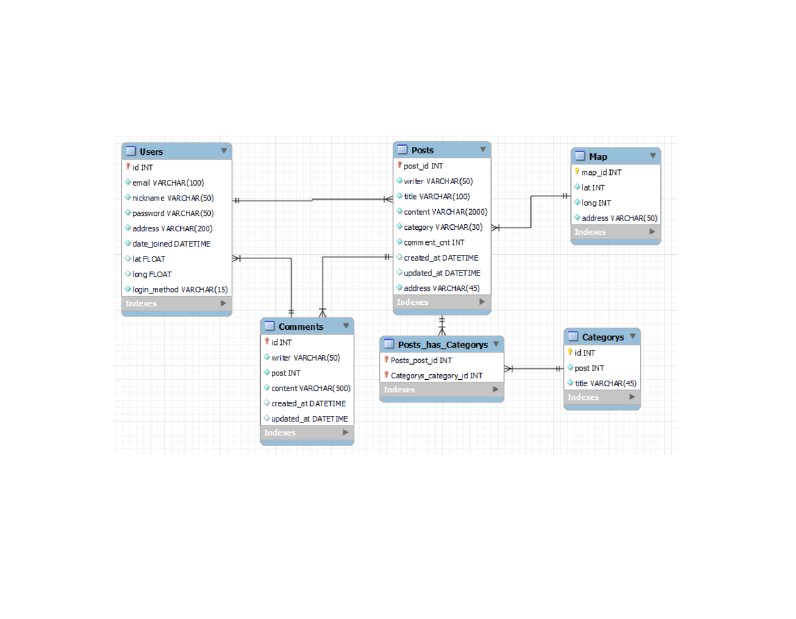 Users
id INT
email VARCHAR(100)
nickname VARCHAR(50)
password VARCHAR(50)
address VARCHAR(200)
date_joined DATETIME
lat FLOAT
long FLOAT
login_method VARCHAR(15)
Indexes
Posts
post_id INT
writer VARCHAR(50)
title VARCHAR(100)
content VARCHAR(2000)
category VARCHAR(30)
comment_cnt INT
created_at DATETIME
updated_at DATETIME
address VARCHAR(45)
Indexes
Map
map_id INT
lat INT
long INT
address VARCHAR(50)
Indexes
Comments
id INT
writer VARCHAR(50)
post INT
content VARCHAR(500)
created_at DATETIME
updated_at DATETIME
Indexes
Posts_has_Categorys
Posts_post_id INT
Categorys_category_id INT
Indexes
Categorys
id INT
post INT
title VARCHAR(45)
Indexes